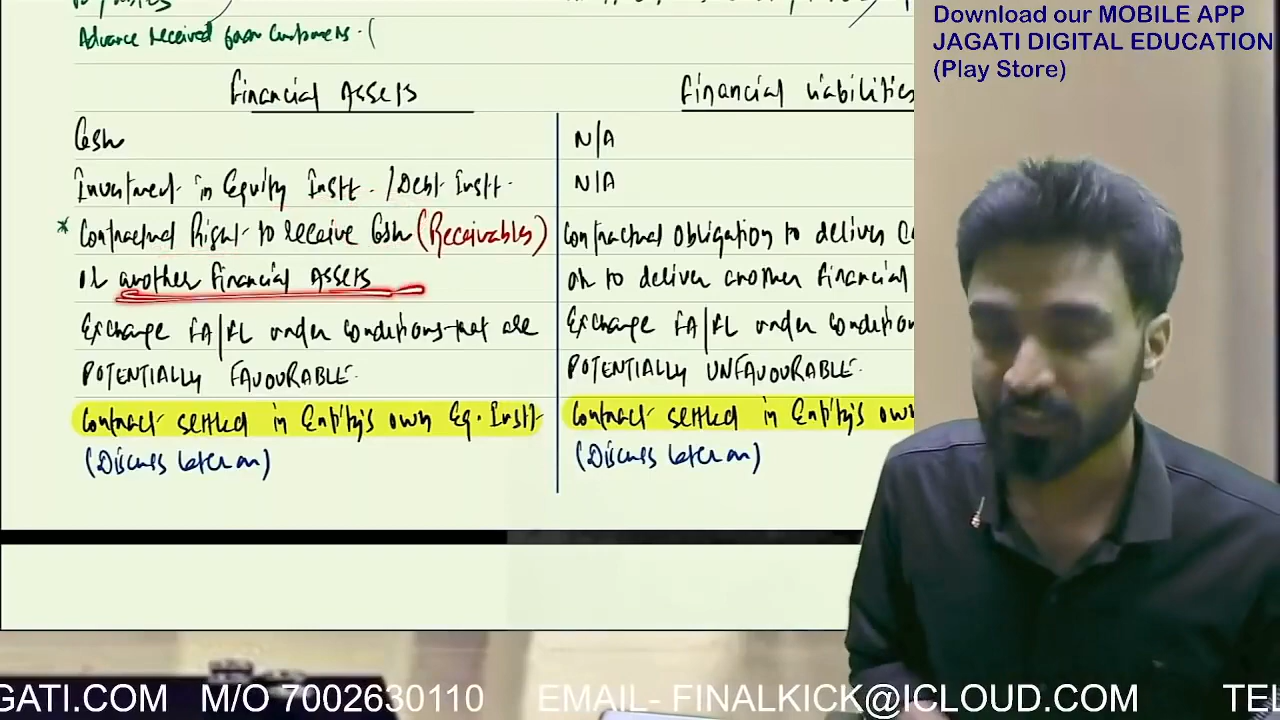 Download our MOBILE APP
JAGATI DIGITAL EDUCATION
(Play Store)
Advance received from customers. (
Financial Assets
Financial liabilities
Cash
N/A
Investment in Equity Instt. / Debt Instt.
N/A
* Contractual Right to receive Cash (Receivables)
Contractual obligation to deliver
or another financial Assets
or to deliver another financial
Exchange FA/FL under conditions that are
Exchange FA/FL under condition
POTENTIALLY FAVOURABLE.
POTENTIALLY UNFAVOURABLE.
Contract settled in Entity's own Eq. Instt
Contract settled in Entity's own
(Discuss later on)
(Discuss later on)
GATI.COM M/O 7002630110 EMAIL- FINALKICK@ICLOUD.COM TEL